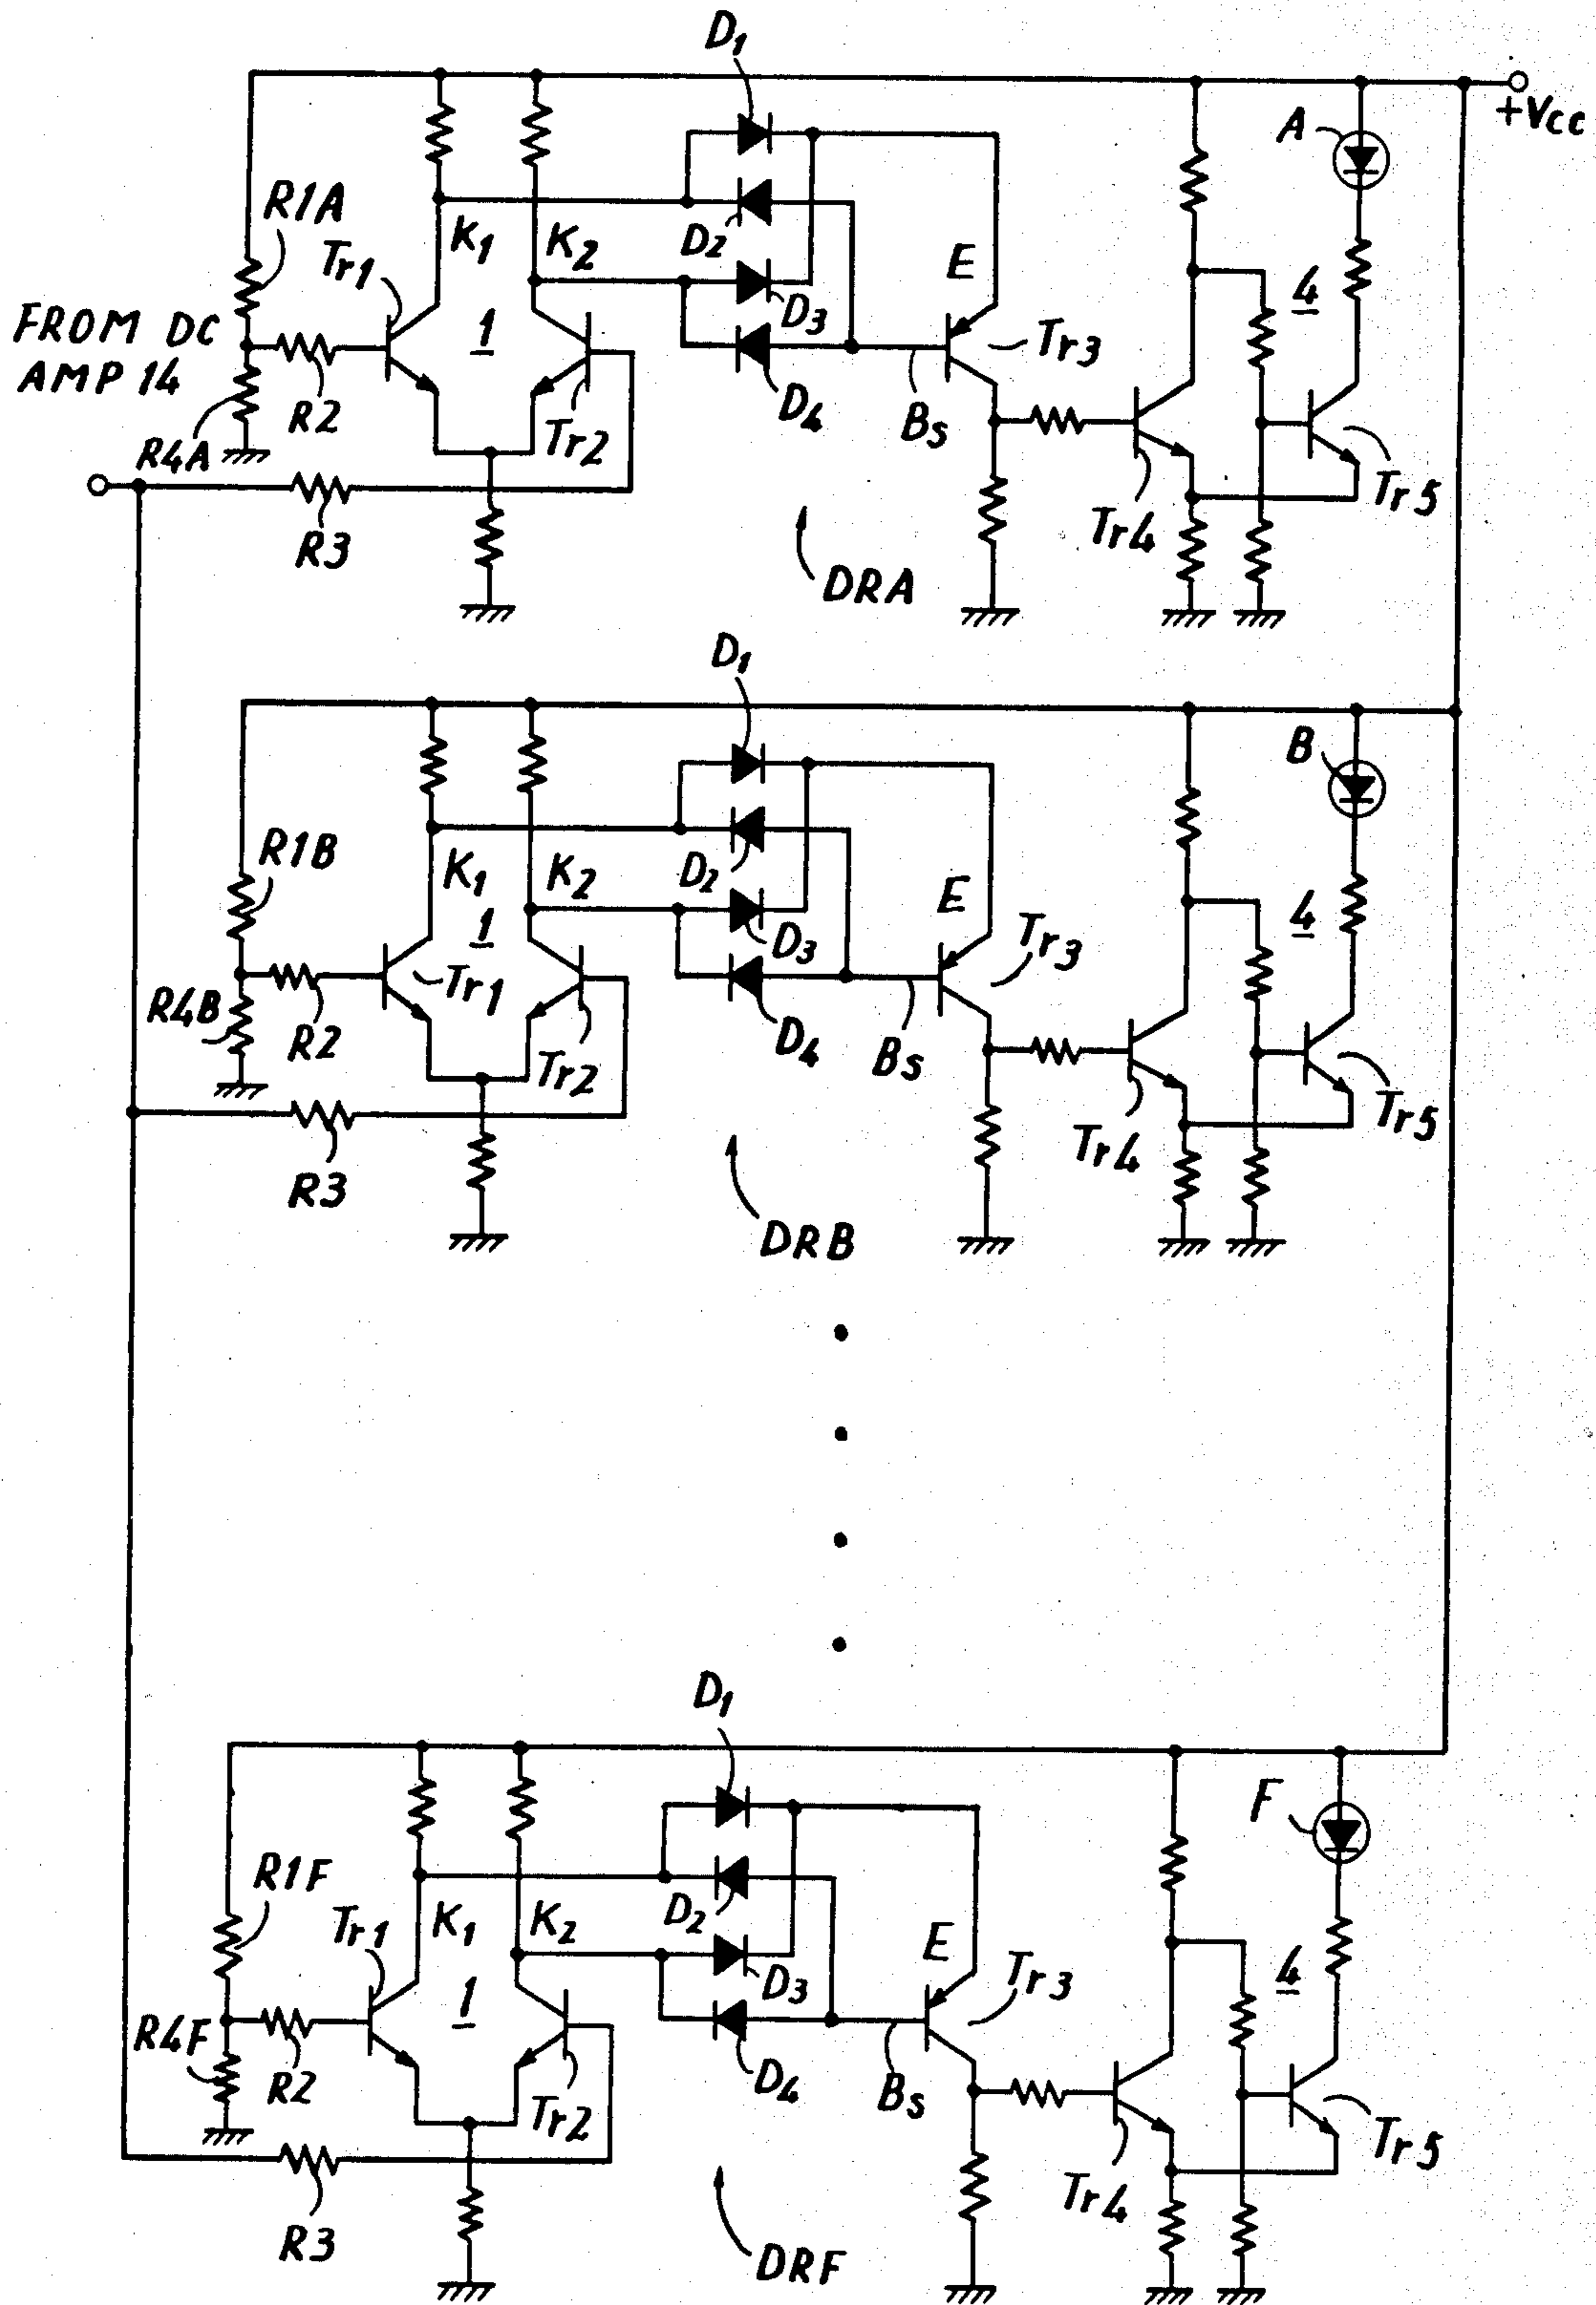 D1
+Vcc
A
R1A
Tr1
K1
K2
D2
E
FROM DC
AMP 14
1
D3
4
Tr3
R2
D4
Bs
Tr2
R4A
Tr5
Tr4
R3
DRA
D1
B
R1B
K1
K2
D2
E
1
D3
4
Tr3
Tr1
R4B
R2
D4
Bs
Tr2
Tr5
Tr4
R3
DRB
D1
F
R1F
Tr1
K1
K2
D2
E
1
D3
4
Tr3
R4F
R2
D4
Bs
Tr2
Tr5
Tr4
R3
DRF